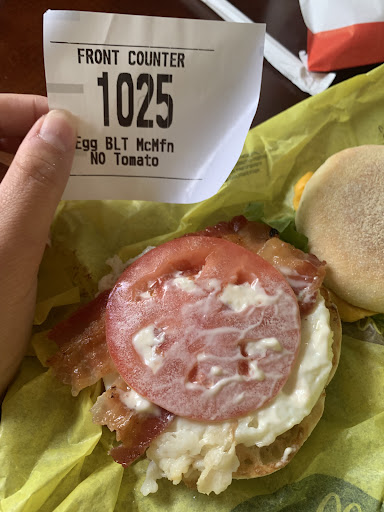 FRONT COUNTER
1025
Egg BLT McMfn
NO Tomato